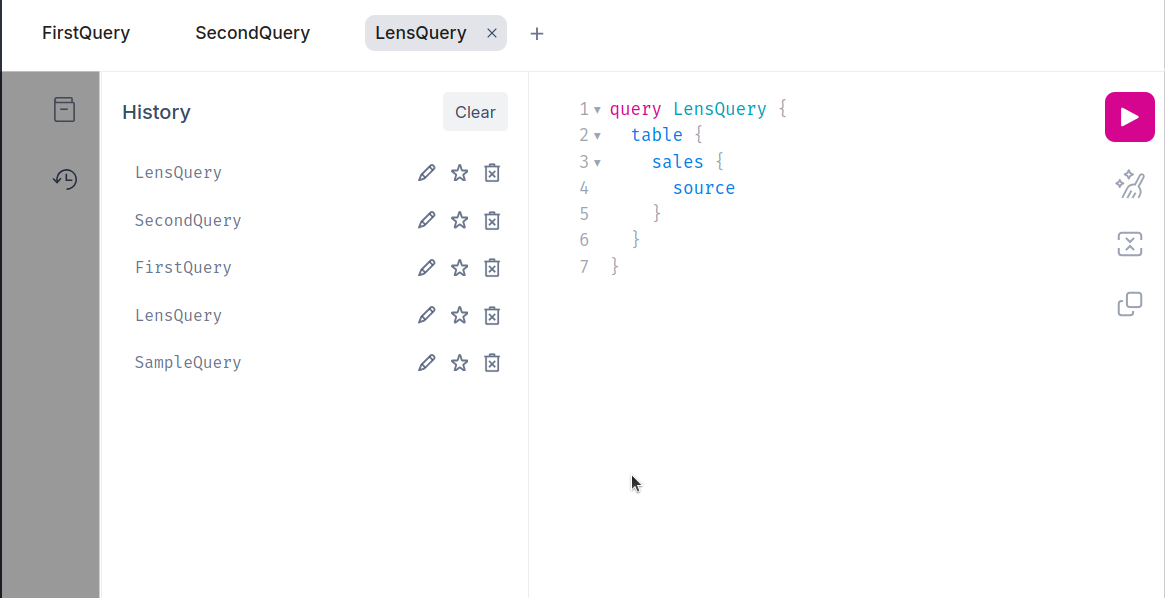 FirstQuery SecondQuery LensQuery
History Clear
LensQuery
SecondQuery
FirstQuery
LensQuery
SampleQuery
1 query LensQuery {
2   table {
3     sales {
4       source
5     }
6   }
7 }